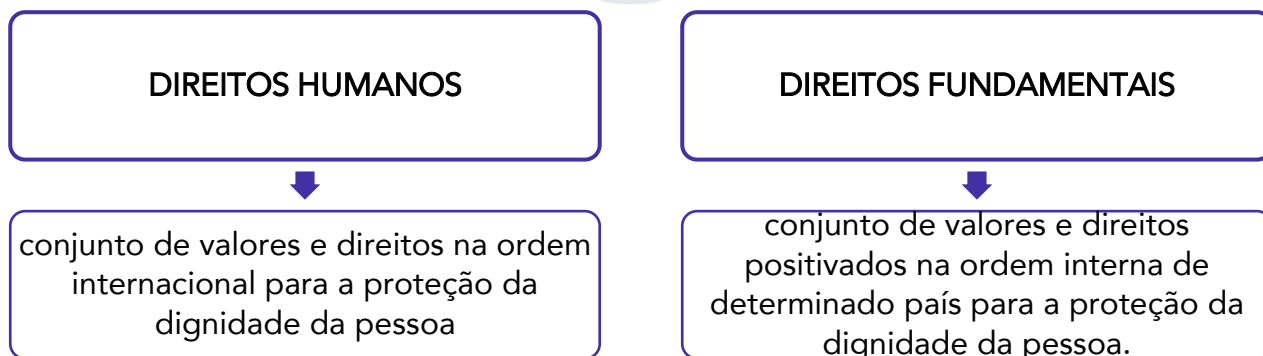 DIREITOS HUMANOS
conjunto de valores e direitos na ordem
internacional para a proteção da
dignidade da pessoa
DIREITOS FUNDAMENTAIS
conjunto de valores e direitos
positivados na ordem interna de
determinado país para a proteção da
dignidade da pessoa.